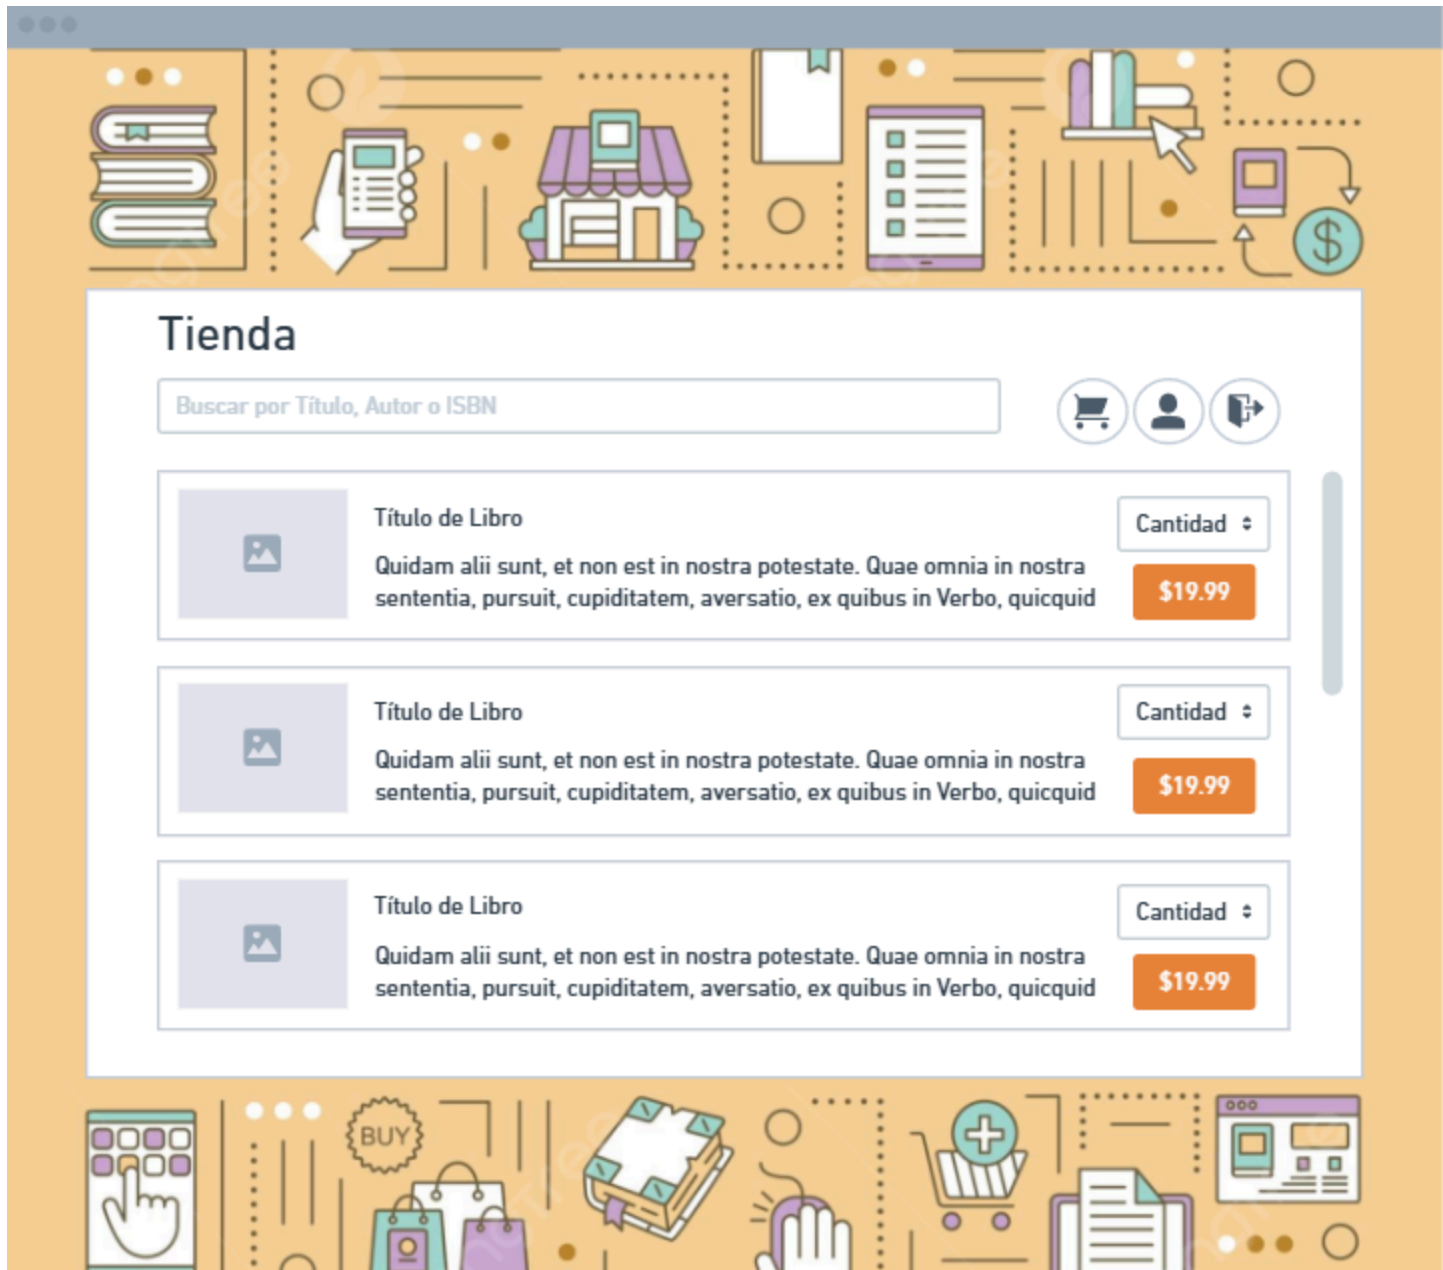 Tienda
Buscar por Título, Autor o ISBN
Título de Libro
Cantidad
Quidam alii sunt, et non est in nostra potestate. Quae omnia in nostra
sententia, pursuit, cupiditatem, aversatio, ex quibus in Verbo, quicquid
$19.99
Título de Libro
Cantidad
Quidam alii sunt, et non est in nostra potestate. Quae omnia in nostra
sententia, pursuit, cupiditatem, aversatio, ex quibus in Verbo, quicquid
$19.99
Título de Libro
Cantidad
Quidam alii sunt, et non est in nostra potestate. Quae omnia in nostra
sententia, pursuit, cupiditatem, aversatio, ex quibus in Verbo, quicquid
$19.99
BUY